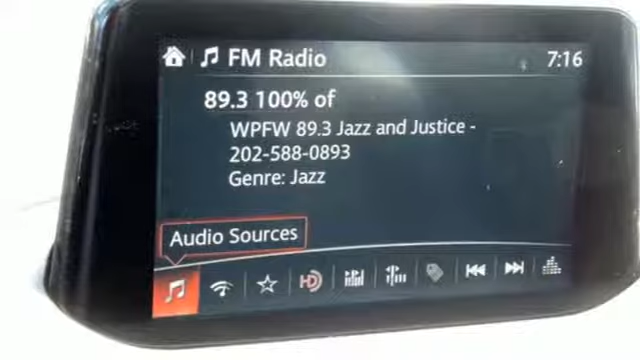 FM Radio
7:16
89.3 100% of
WPFW 89.3 Jazz and Justice -
202-588-0893
Genre: Jazz
Audio Sources
HD